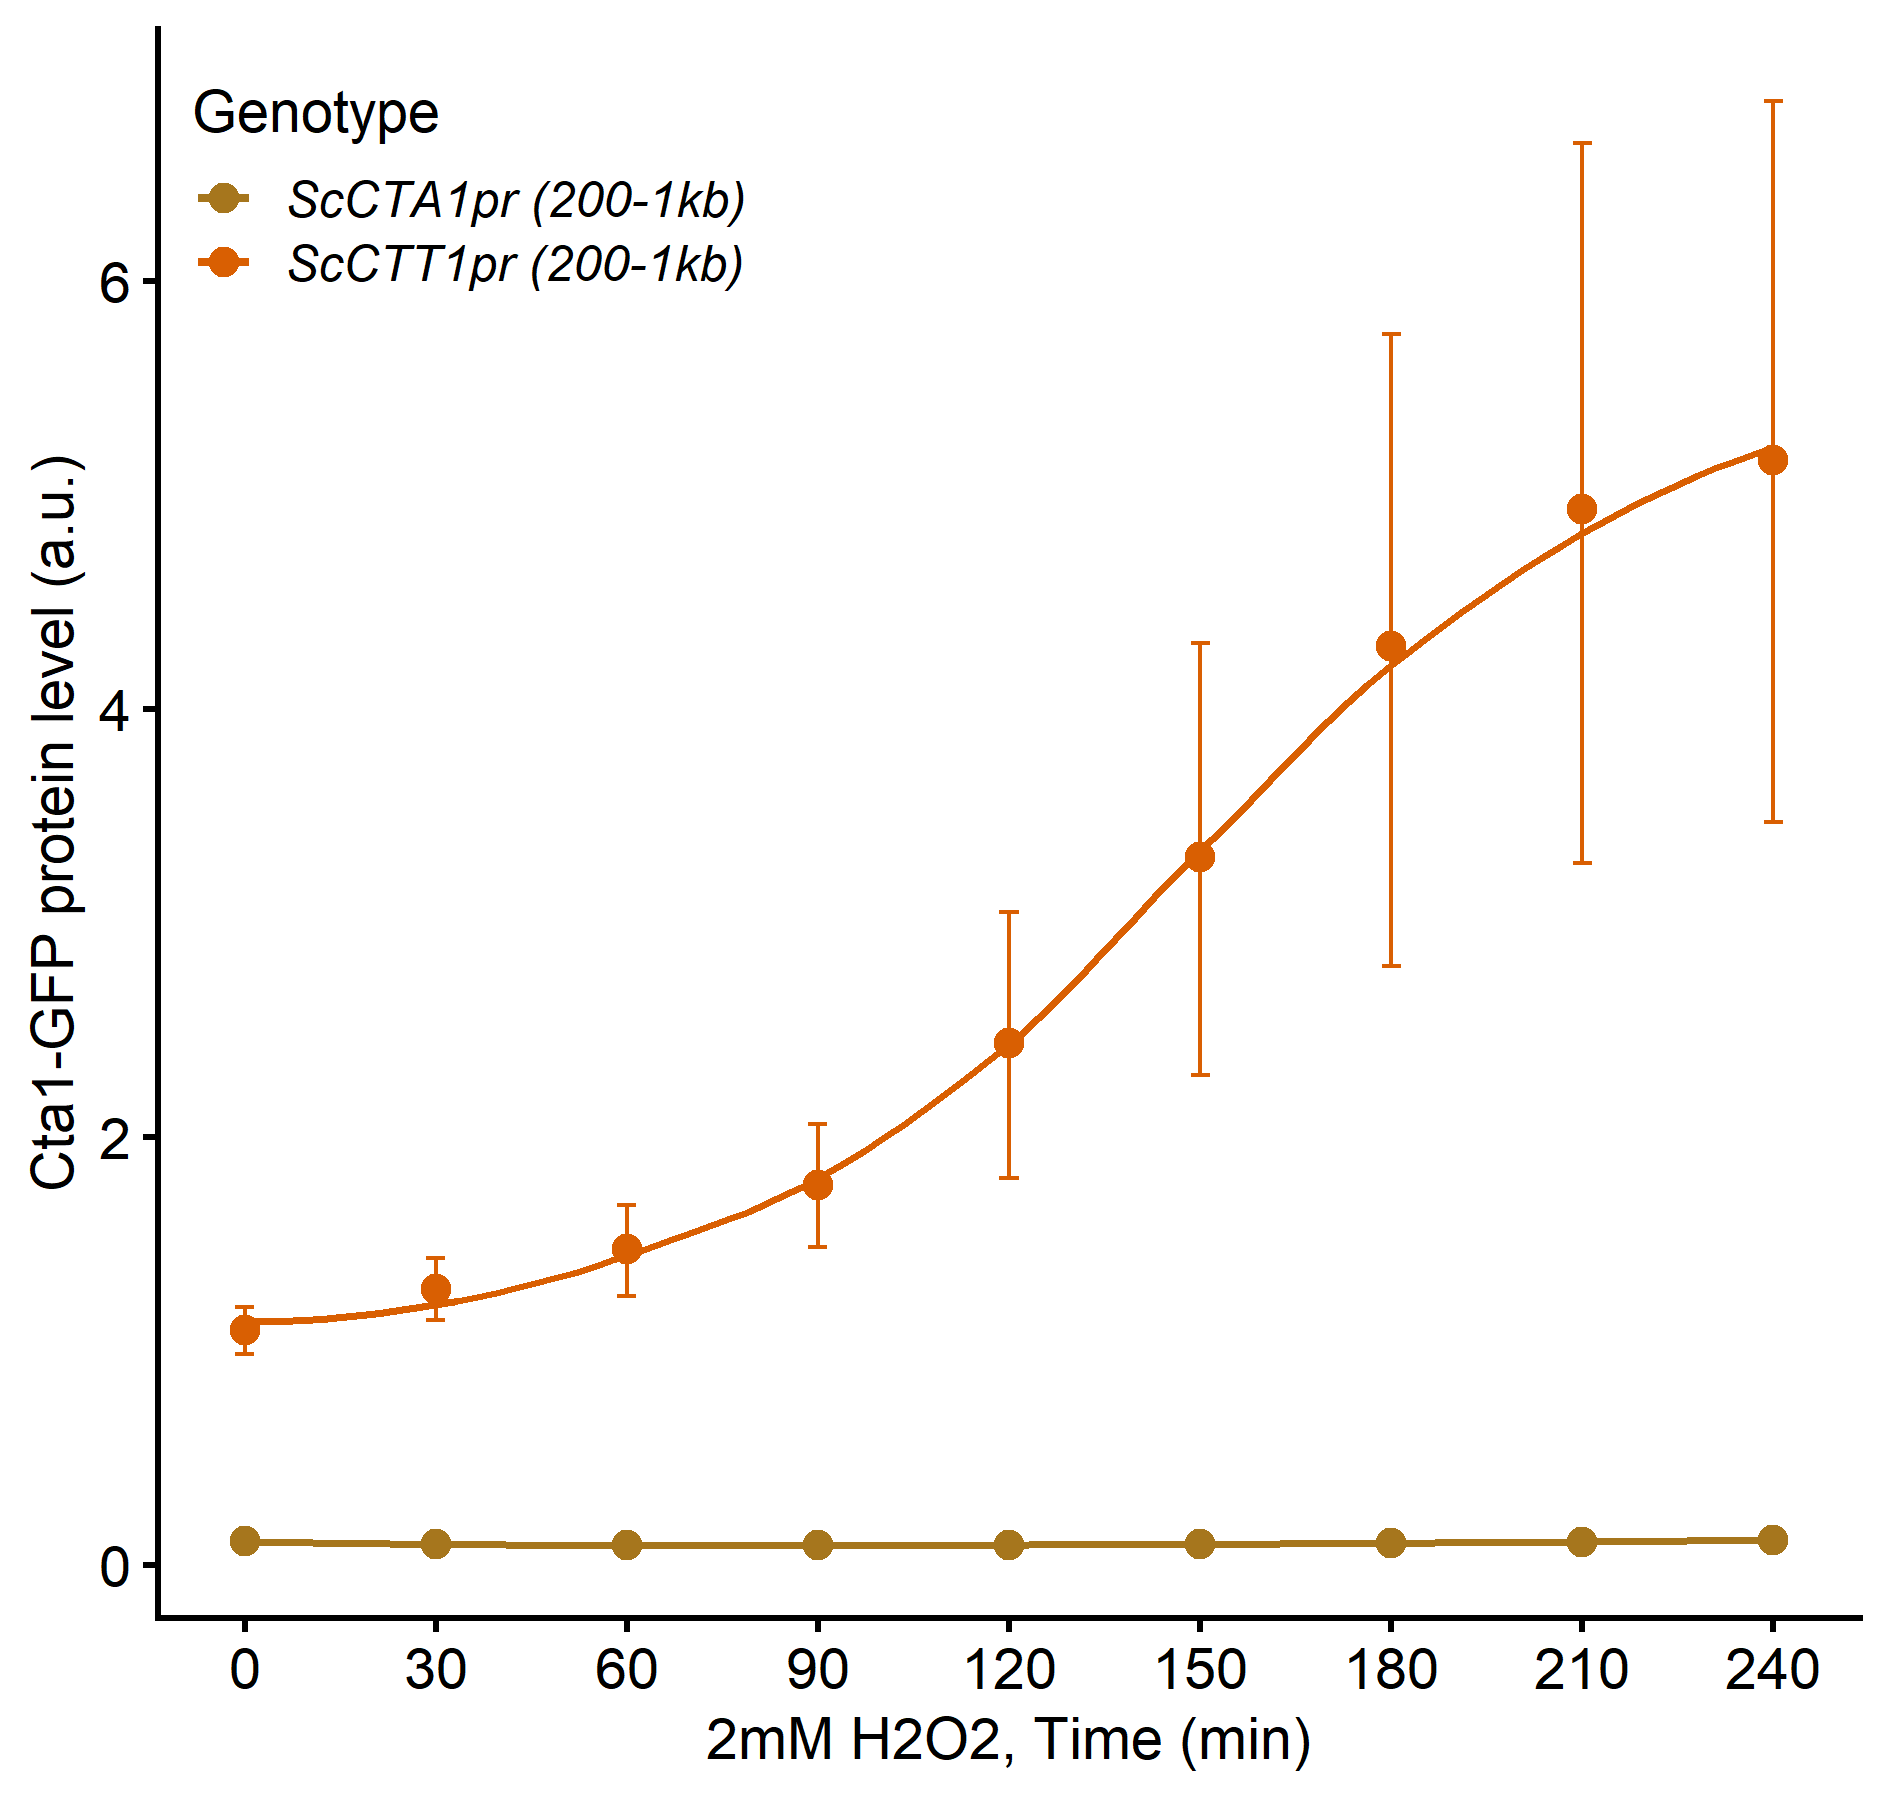 Genotype
ScCTA1pr (200-1kb)
ScCTT1pr (200-1kb)
Cta1-GFP protein level (a.u.)
6
4
2
0
0 30 60 90 120 150 180 210 240
2mM H2O2, Time (min)